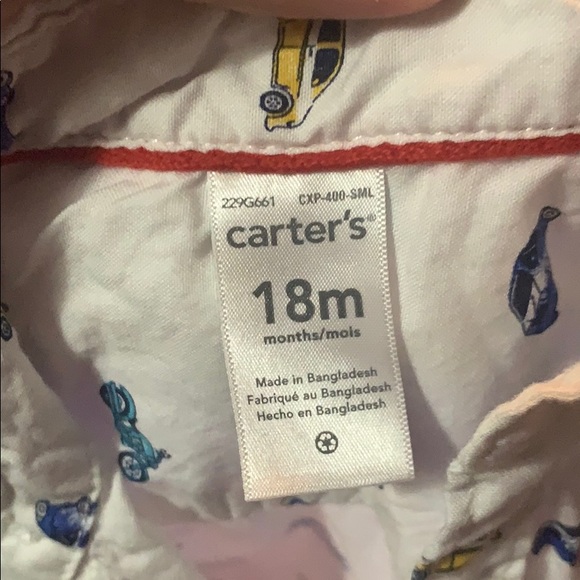 229G661 CXP-400-SML
carter's®
18m
months/mois
Made in Bangladesh
Fabriqué au Bangladesh
Hecho en Bangladesh